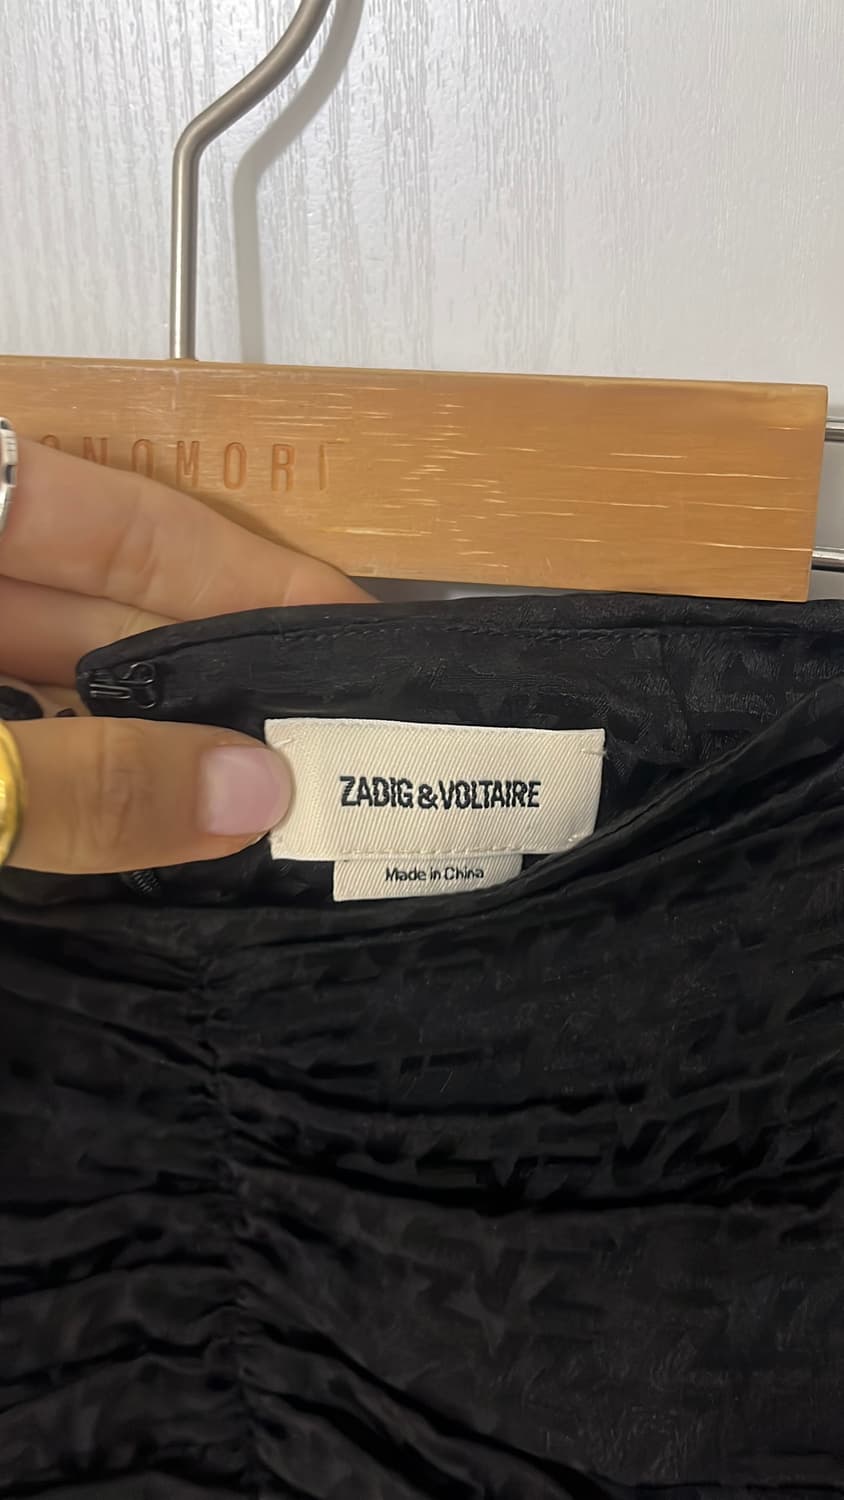 ONOMORI
ZADIG & VOLTAIRE
Made in China